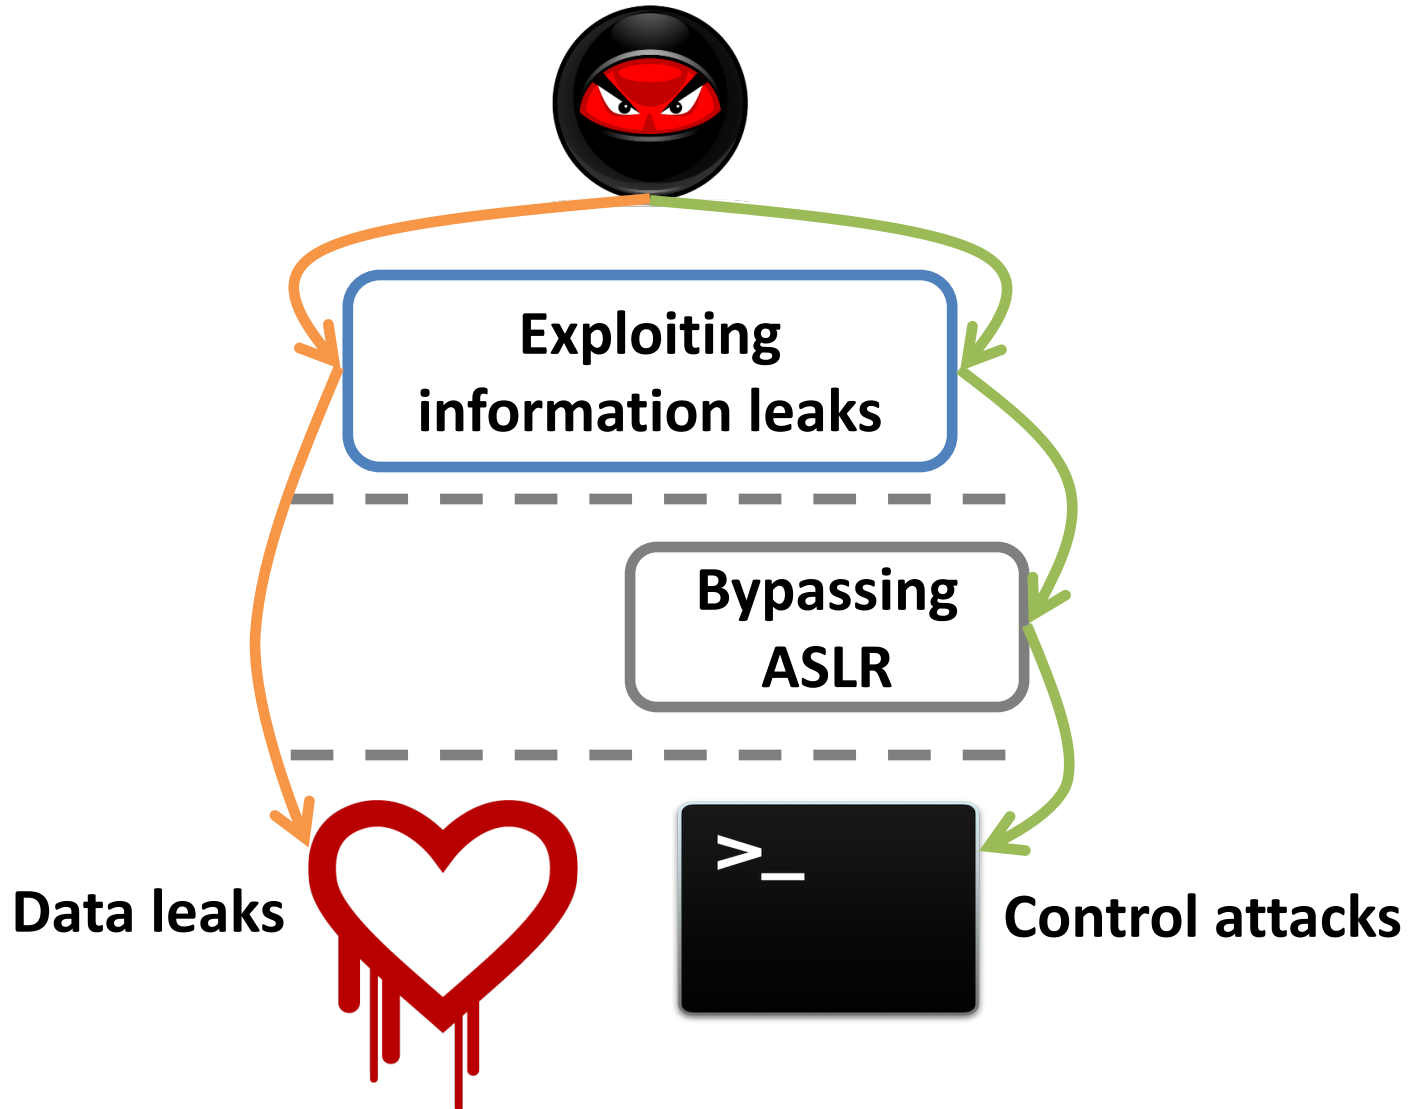 Exploiting
information leaks
Bypassing
ASLR
>_
Data leaks
Control attacks